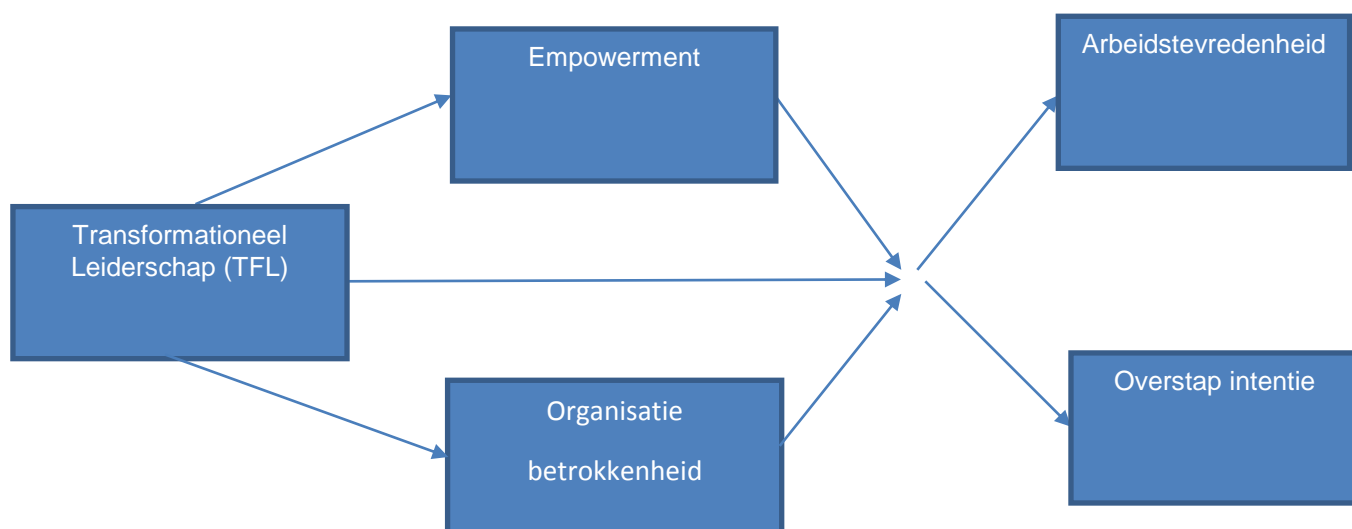 Empowerment
Arbeidstevredenheid
Transformationeel
Leiderschap (TFL)
Organisatie
betrokkenheid
Overstap intentie